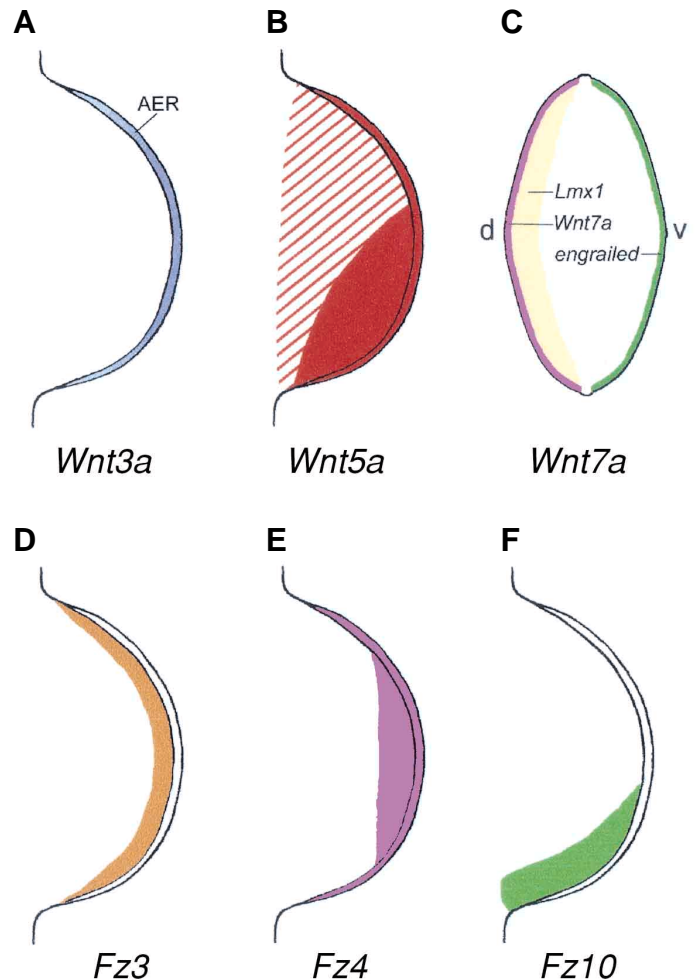 A B C
AER
Lmx1
d Wnt7a v
engrailed
Wnt3a Wnt5a Wnt7a
D E F
Fz3 Fz4 Fz10